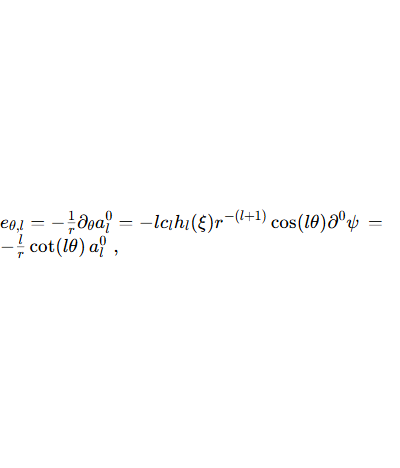 $e_{\theta,l} = -\frac{1}{r}\partial_\theta a_l^0 = -lc_l h_l(\xi) r^{-(l+1)} \cos(l\theta)\partial^0\psi \; =$
$-\frac{l}{r}\cot(l\theta)\, a_l^0 \; ,$